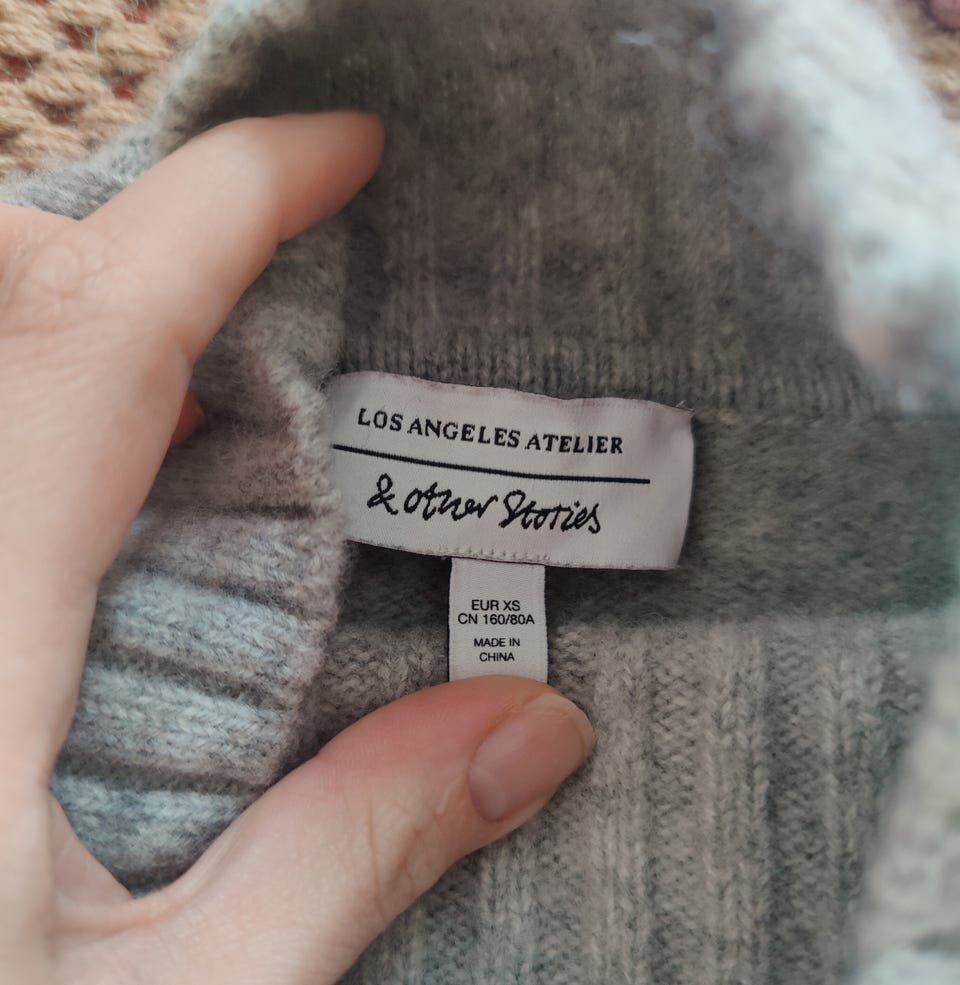 LOS ANGELES ATELIER
& other Stories
EUR XS
CN 160/80A
MADE IN
CHINA